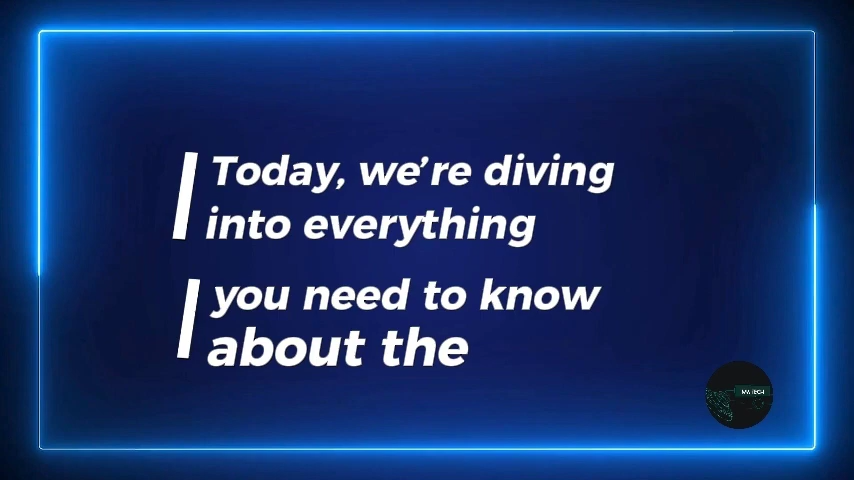 Today, we’re diving
into everything
you need to know
about the